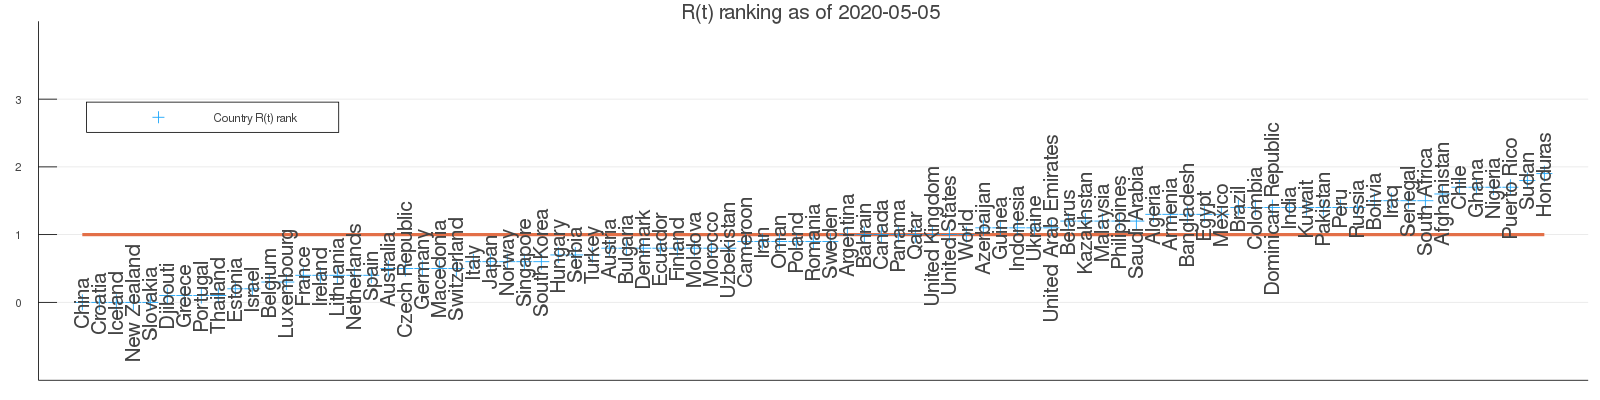 R(t) ranking as of 2020-05-05
3
2
1
0
Country R(t) rank
China
Croatia
Iceland
New Zealand
Slovakia
Djibouti
Greece
Portugal
Thailand
Estonia
Israel
Belgium
Luxembourg
France
Ireland
Lithuania
Netherlands
Spain
Australia
Czech Republic
Germany
Macedonia
Switzerland
Italy
Japan
Norway
Singapore
South Korea
Hungary
Serbia
Turkey
Austria
Bulgaria
Denmark
Ecuador
Finland
Moldova
Morocco
Uzbekistan
Cameroon
Iran
Oman
Poland
Romania
Sweden
Argentina
Bahrain
Canada
Panama
Qatar
United Kingdom
United States
World
Azerbaijan
Guinea
Indonesia
Ukraine
United Arab Emirates
Belarus
Kazakhstan
Malaysia
Philippines
Saudi Arabia
Algeria
Armenia
Bangladesh
Egypt
Mexico
Brazil
Colombia
Dominican Republic
India
Kuwait
Pakistan
Peru
Russia
Bolivia
Iraq
Senegal
South Africa
Afghanistan
Chile
Ghana
Nigeria
Puerto Rico
Sudan
Honduras